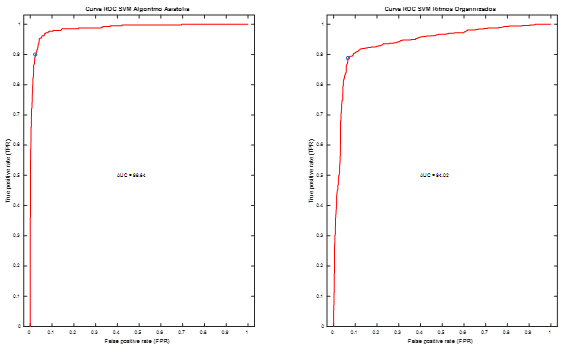 Curva ROC SVM Algoritmo Asistolia
1
0.9
0.8
0.7
0.6
0.5
0.4
0.3
0.2
0.1
0
True positive rate (TPR)
AUC = 98.64
0 0.1 0.2 0.3 0.4 0.5 0.6 0.7 0.8 0.9 1
False positive rate (FPR)
Curva ROC SVM Ritmos Organizados
1
0.9
0.8
0.7
0.6
0.5
0.4
0.3
0.2
0.1
0
True positive rate (TPR)
AUC = 94.02
0 0.1 0.2 0.3 0.4 0.5 0.6 0.7 0.8 0.9 1
False positive rate (FPR)